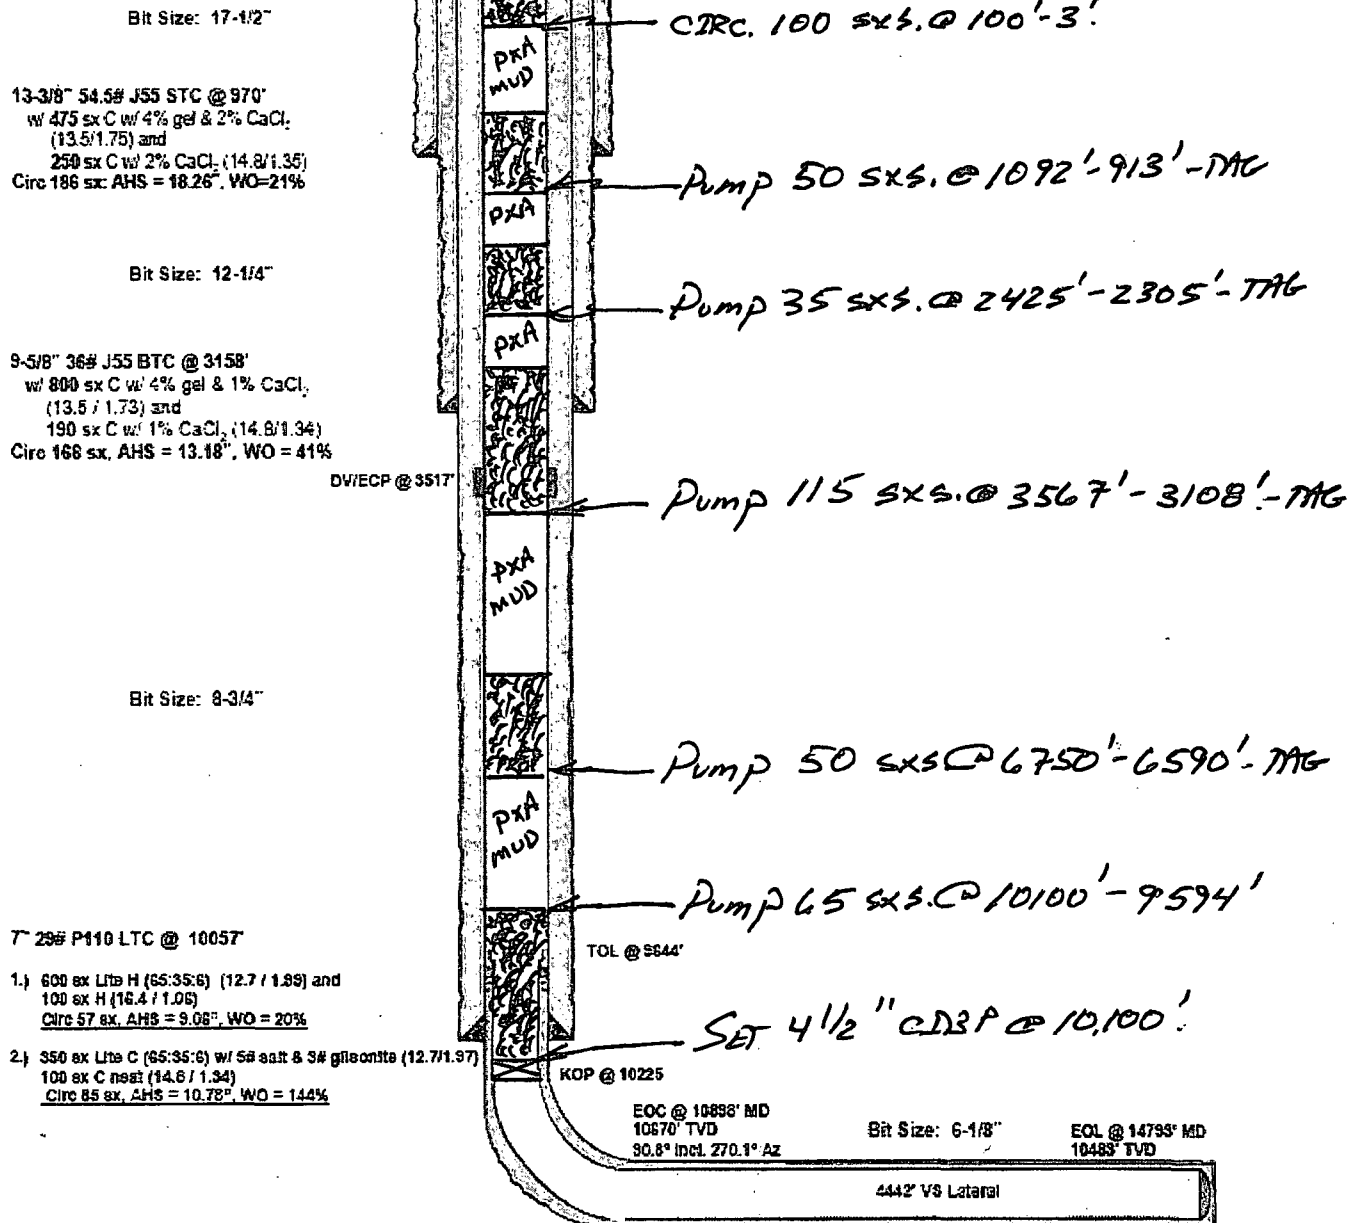 Bit Size: 17-1/2"
CIRC. 100 SXS. @ 100'-3'.
PXA
MUD
13-3/8" 54.5# J55 STC @ 970'
w/ 475 sx C w/ 4% gel & 2% CaCl₂
(13.5/1.75) and
250 sx C w/ 2% CaCl₂ (14.8/1.35)
Circ 186 sx: AHS = 18.26", WO=21%
Pump 50 SXS. @ 1092'-913'-TAG
PXA
Bit Size: 12-1/4"
Pump 35 SXS. @ 2425'-2305'-TAG
PXA
9-5/8" 36# J55 BTC @ 3158'
w/ 800 sx C w/ 4% gel & 1% CaCl₂
(13.5 / 1.73) and
190 sx C w/ 1% CaCl₂ (14.8/1.34)
Circ 166 sx, AHS = 13.18", WO = 41%
DV/ECP @ 3517'
Pump 115 SXS. @ 3567'-3108'.-TAG
PXA
MUD
Bit Size: 8-3/4"
Pump 50 SXS @ 6750'-6590'-TAG
PXA
MUD
Pump 65 SXS. @ 10100'-9594'
7" 29# P110 LTC @ 10057'
TOL @ 9644'
1.) 600 sx Lite H (65:35:6) (12.7 / 1.99) and
100 sx H (16.4 / 1.06)
Circ 57 sx, AHS = 9.06", WO = 20%
SET 4 1/2" CIBP @ 10,100'.
2.) 350 sx Lite C (65:35:6) w/ 5# salt & 3# gilsonite (12.7/1.97)
100 sx C neat (14.8 / 1.34)
Circ 85 sx, AHS = 10.78", WO = 144%
KOP @ 10225
EOC @ 10898' MD
10670' TVD
90.8° Incl. 270.1° Az
Bit Size: 6-1/8"
EOL @ 14793' MD
10483' TVD
4442' VS Lateral